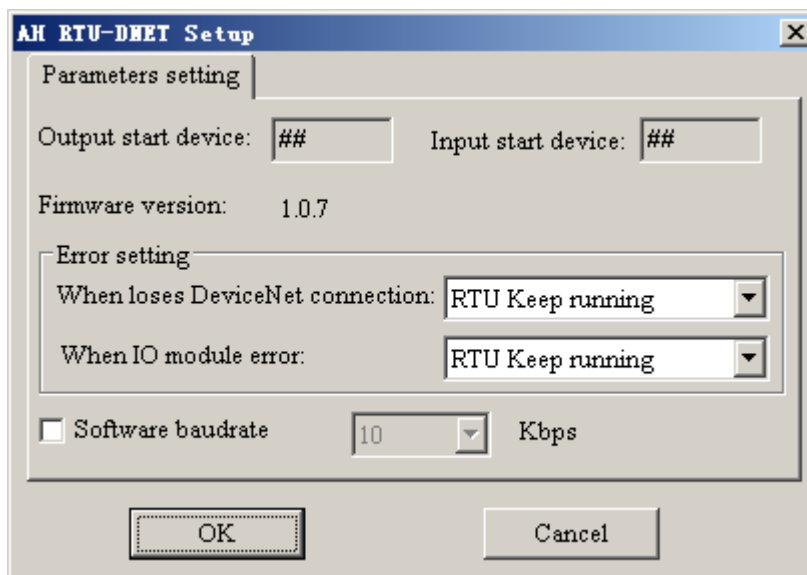 AH RTU-DNET Setup
Parameters setting
Output start device: ## Input start device: ##
Firmware version: 1.0.7
Error setting
When loses DeviceNet connection: RTU Keep running
When IO module error: RTU Keep running
Software baudrate 10 Kbps
OK Cancel